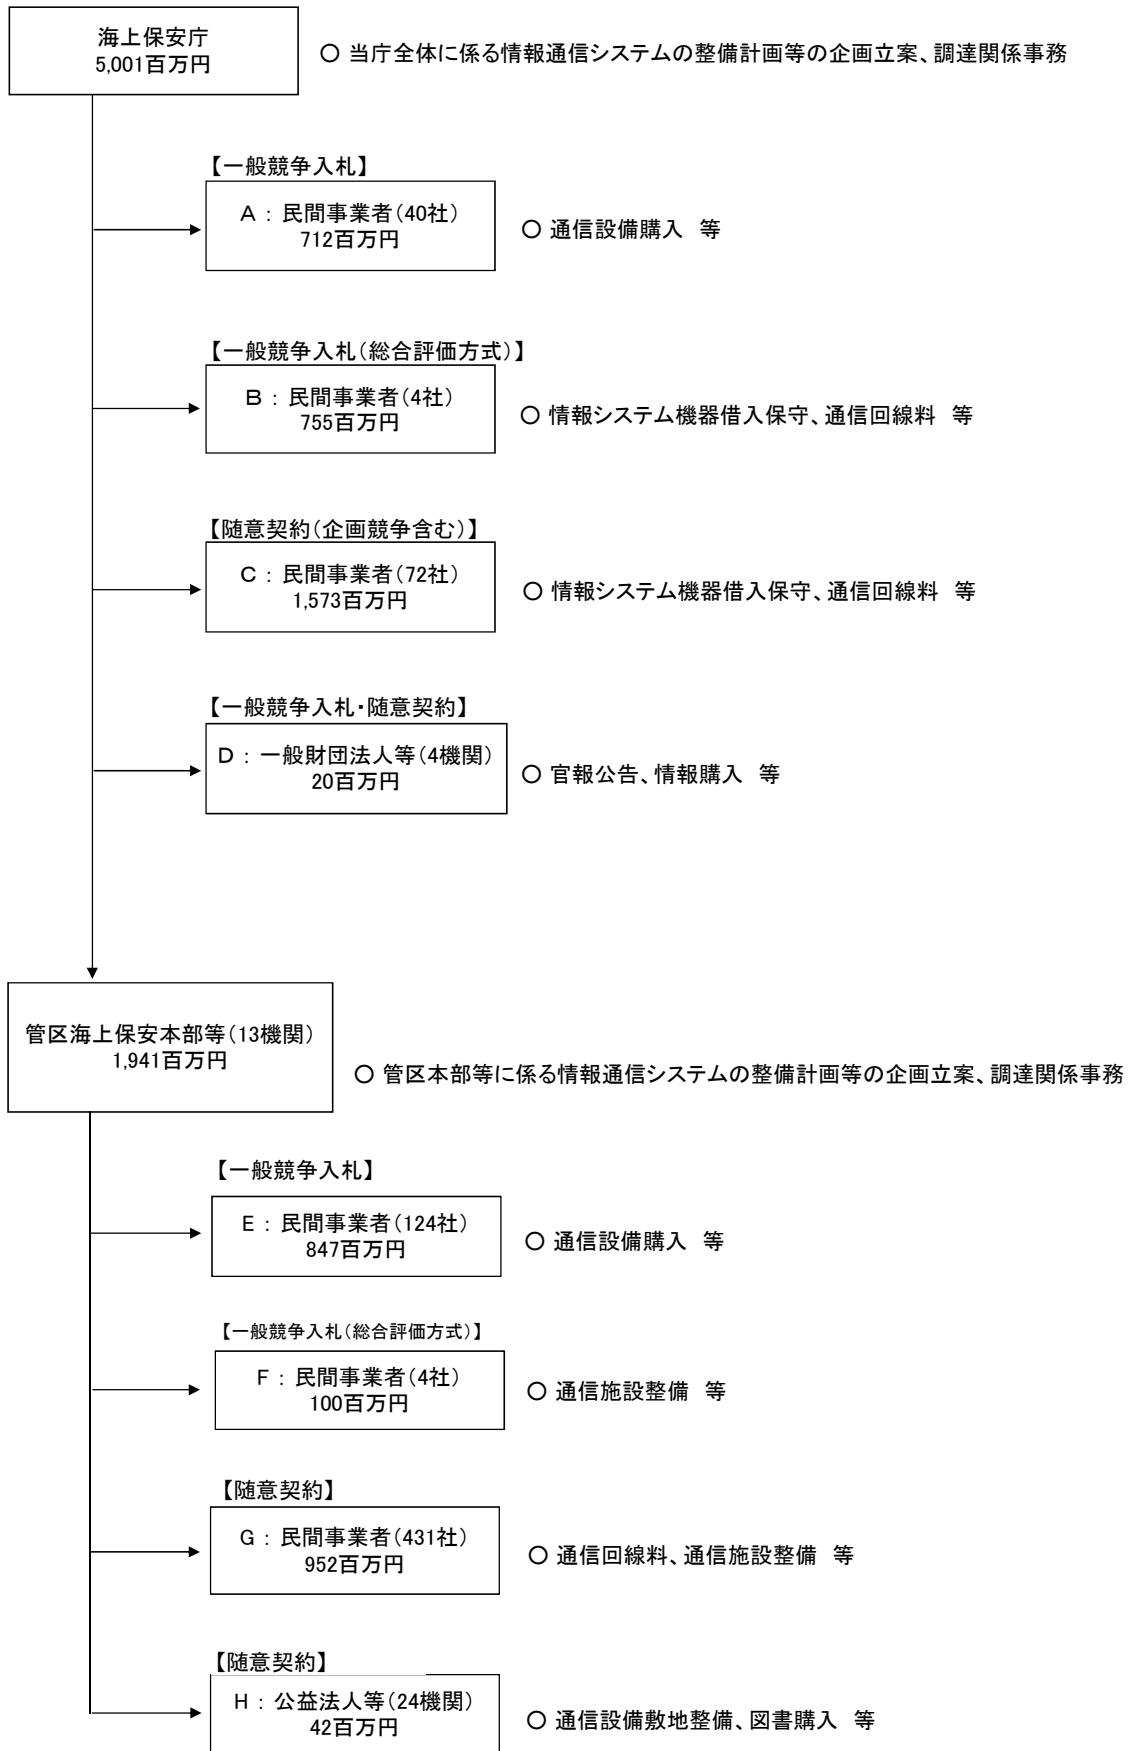 海上保安庁
5,001百万円
○ 当庁全体に係る情報通信システムの整備計画等の企画立案、調達関係事務
【一般競争入札】
A : 民間事業者(40社)
712百万円
○ 通信設備購入 等
【一般競争入札(総合評価方式)】
B : 民間事業者(4社)
755百万円
○ 情報システム機器借入保守、通信回線料 等
【随意契約(企画競争含む)】
C : 民間事業者(72社)
1,573百万円
○ 情報システム機器借入保守、通信回線料 等
【一般競争入札・随意契約】
D : 一般財団法人等(4機関)
20百万円
○ 官報公告、情報購入 等
管区海上保安本部等(13機関)
1,941百万円
○ 管区本部等に係る情報通信システムの整備計画等の企画立案、調達関係事務
【一般競争入札】
E : 民間事業者(124社)
847百万円
○ 通信設備購入 等
【一般競争入札(総合評価方式)】
F : 民間事業者(4社)
100百万円
○ 通信施設整備 等
【随意契約】
G : 民間事業者(431社)
952百万円
○ 通信回線料、通信施設整備 等
【随意契約】
H : 公益法人等(24機関)
42百万円
○ 通信設備敷地整備、図書購入 等